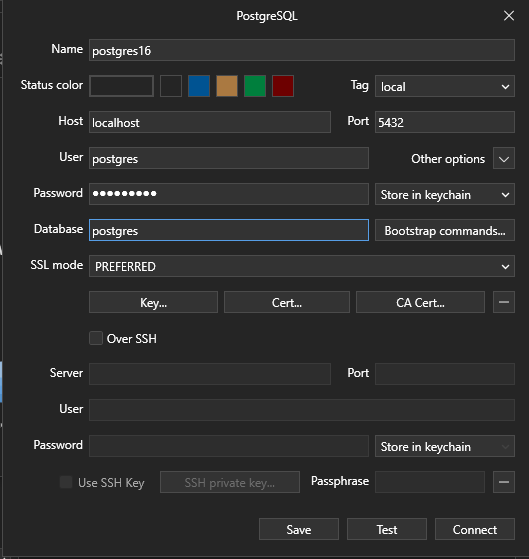 PostgreSQL
Name postgres16
Status color Tag local
Host localhost Port 5432
User postgres Other options
Password ●●●●●●●●● Store in keychain
Database postgres Bootstrap commands...
SSL mode PREFERRED
Key... Cert... CA Cert...
Over SSH
Server Port
User
Password Store in keychain
Use SSH Key SSH private key... Passphrase
Save Test Connect